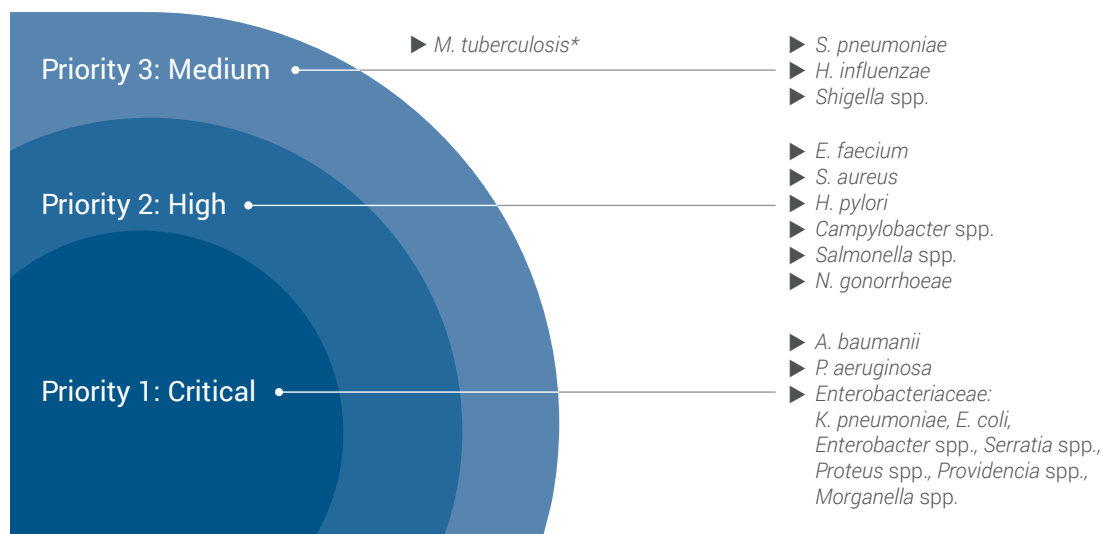 ▶ M. tuberculosis*
Priority 3: Medium
▶ S. pneumoniae
▶ H. influenzae
▶ Shigella spp.
Priority 2: High
▶ E. faecium
▶ S. aureus
▶ H. pylori
▶ Campylobacter spp.
▶ Salmonella spp.
▶ N. gonorrhoeae
Priority 1: Critical
▶ A. baumanii
▶ P. aeruginosa
▶ Enterobacteriaceae:
K. pneumoniae, E. coli,
Enterobacter spp., Serratia spp.,
Proteus spp., Providencia spp.,
Morganella spp.